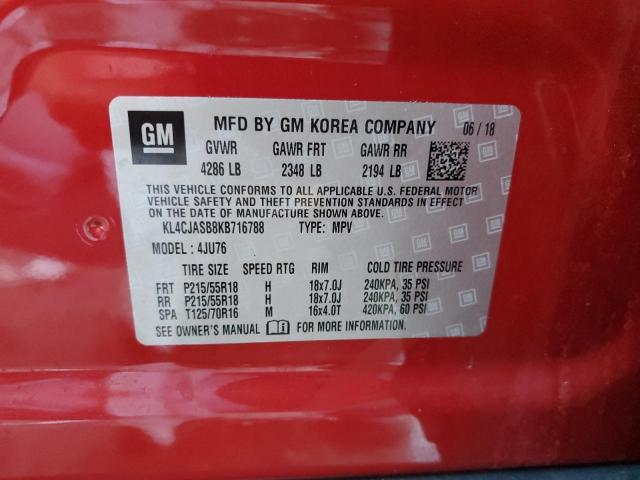 GM
MFD BY GM KOREA COMPANY 06 / 18
GVWR GAWR FRT GAWR RR
4286 LB 2348 LB 2194 LB
THIS VEHICLE CONFORMS TO ALL APPLICABLE U.S. FEDERAL MOTOR
VEHICLE SAFETY AND THEFT PREVENTION STANDARDS IN EFFECT
ON THE DATE OF MANUFACTURE SHOWN ABOVE.
KL4CJASB8KB716788 TYPE: MPV
MODEL: 4JU76
TIRE SIZE SPEED RTG RIM COLD TIRE PRESSURE
FRT P215/55R18 H 18x7.0J 240KPA, 35 PSI
RR P215/55R18 H 18x7.0J 240KPA, 35 PSI
SPA T125/70R16 M 16x4.0T 420KPA, 60 PSI
SEE OWNER'S MANUAL FOR MORE INFORMATION.